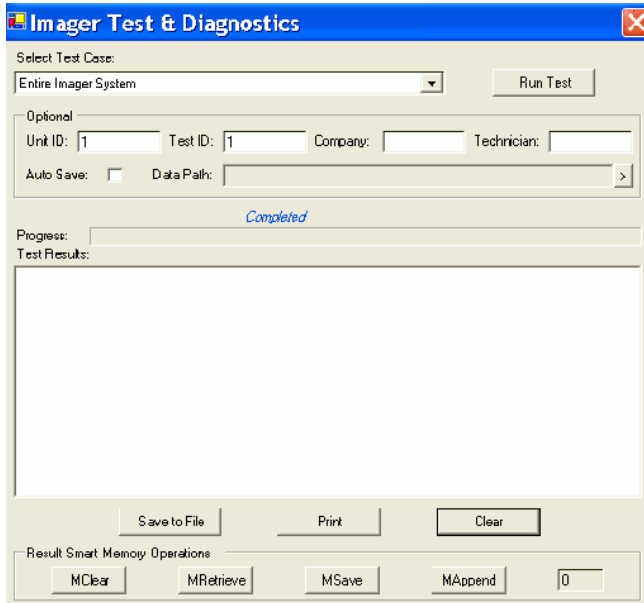 Imager Test & Diagnostics
Select Test Case:
Entire Imager System
Run Test
Optional
Unit ID: 1 Test ID: 1 Company: Technician:
Auto Save: Data Path: >
Completed
Progress:
Test Results:
Save to File Print Clear
Result Smart Memory Operations
MClear MRetrieve MSave MAppend 0